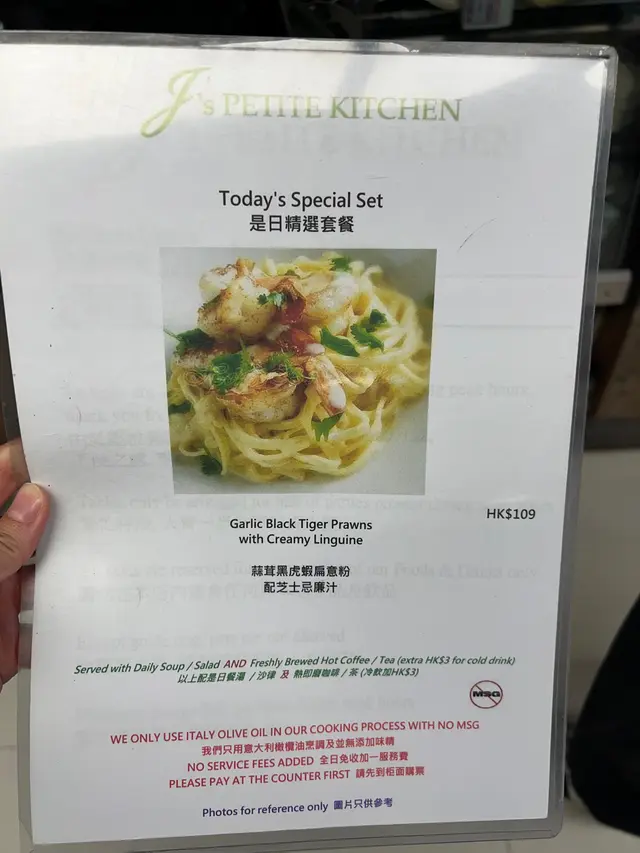 J's PETITE KITCHEN
Today's Special Set
是日精選套餐
Garlic Black Tiger Prawns
with Creamy Linguine
HK$109
蒜茸黑虎蝦扁意粉
配芝士忌廉汁
Served with Daily Soup / Salad AND Freshly Brewed Hot Coffee / Tea (extra HK$3 for cold drink)
以上配是日餐湯 / 沙律 及 熱即磨咖啡 / 茶 (冷飲加HK$3)
MSG
WE ONLY USE ITALY OLIVE OIL IN OUR COOKING PROCESS WITH NO MSG
我們只用意大利橄欖油烹調及並無添加味精
NO SERVICE FEES ADDED 全日免收加一服務費
PLEASE PAY AT THE COUNTER FIRST 請先到柜面購票
Photos for reference only 圖片只供參考